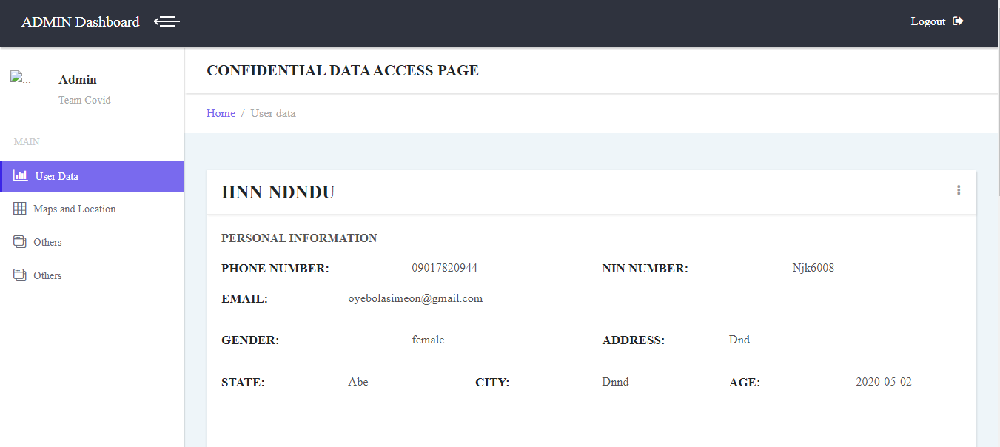 ADMIN Dashboard
Logout
...
Admin
Team Covid
CONFIDENTIAL DATA ACCESS PAGE
Home / User data
MAIN
User Data
Maps and Location
Others
Others
HNN NDNDU
PERSONAL INFORMATION
PHONE NUMBER: 09017820944 NIN NUMBER: Njk6008
EMAIL: oyebolasimeon@gmail.com
GENDER: female ADDRESS: Dnd
STATE: Abe CITY: Dnnd AGE: 2020-05-02